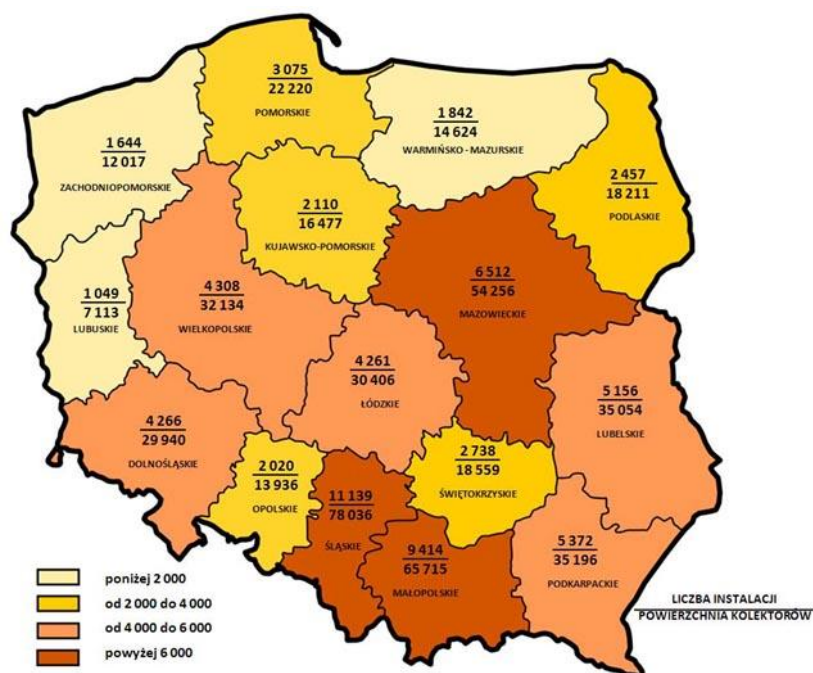 3 075
22 220
POMORSKIE
1 842
14 624
WARMIŃSKO - MAZURSKIE
1 644
12 017
ZACHODNIOPOMORSKIE
2 457
18 211
PODLASKIE
2 110
16 477
KUJAWSKO-POMORSKIE
6 512
54 256
MAZOWIECKIE
1 049
7 113
LUBUSKIE
4 308
32 134
WIELKOPOLSKIE
4 261
30 406
ŁÓDZKIE
5 156
35 054
LUBELSKIE
4 266
29 940
DOLNOŚLĄSKIE
2 020
13 936
OPOLSKIE
2 738
18 559
ŚWIĘTOKRZYSKIE
11 139
78 036
ŚLĄSKIE
9 414
65 715
MAŁOPOLSKIE
5 372
35 196
PODKARPACKIE
poniżej 2 000
od 2 000 do 4 000
od 4 000 do 6 000
powyżej 6 000
LICZBA INSTALACJI
POWIERZCHNIA KOLEKTORÓW